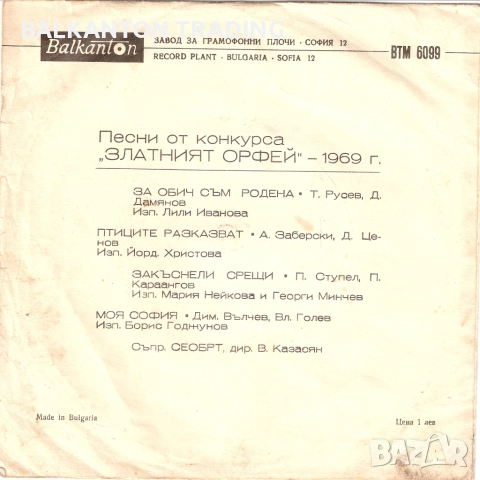 BALKANTON TRADING
Balkanton
ЗАВОД ЗА ГРАМОФОННИ ПЛОЧИ · СОФИЯ 12
RECORD PLANT · BULGARIA · SOFIA 12
ВТМ 6099
Песни от конкурса
„ЗЛАТНИЯТ ОРФЕЙ" – 1969 г.
ЗА ОБИЧ СЪМ РОДЕНА • Т. Русев, Д.
Дамянов
Изп. Лили Иванова
ПТИЦИТЕ РАЗКАЗВАТ • А. Заберски, Д. Це-
нов
Изп. Йорд. Христова
ЗАКЪСНЕЛИ СРЕЩИ • П. Ступел, П.
Караангов
Изп. Мария Нейкова и Георги Минчев
МОЯ СОФИЯ • Дим. Вълчев, Вл. Голев
Изп. Борис Годжунов
Съпр. СЕОБРТ, дир. В. Казасян
Made in Bulgaria
Цена 1 лев
БАЗАР